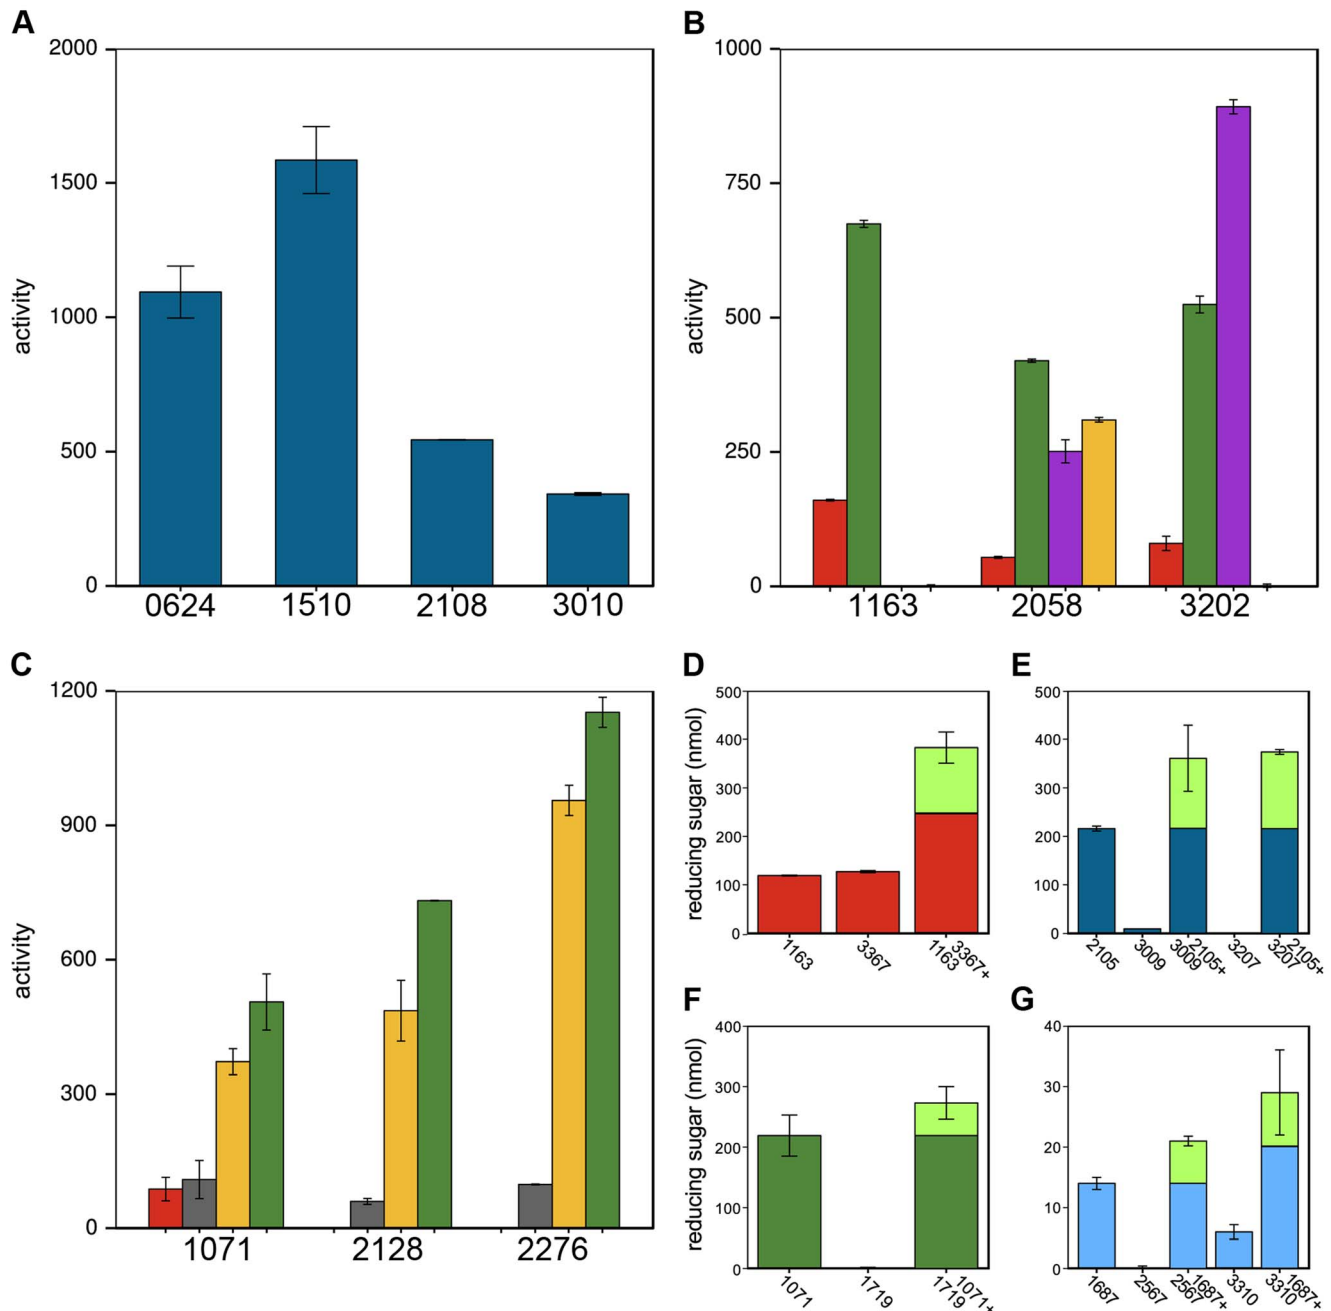 A
2000
1500
1000
500
0
activity
0624 1510 2108 3010
B
1000
750
500
250
0
activity
1163 2058 3202
C
1200
900
600
300
0
activity
1071 2128 2276
D
500
400
300
200
100
0
reducing sugar (nmol)
1163 3367 3367+
1163
E
500
400
300
200
100
0
2105 3009 2105+ 3207 2105+
3009 3207
F
400
300
200
100
0
reducing sugar (nmol)
1071 1719 1071+
1719
G
40
30
20
10
0
1687 2567 1687+ 3310 1687+
2567 3310